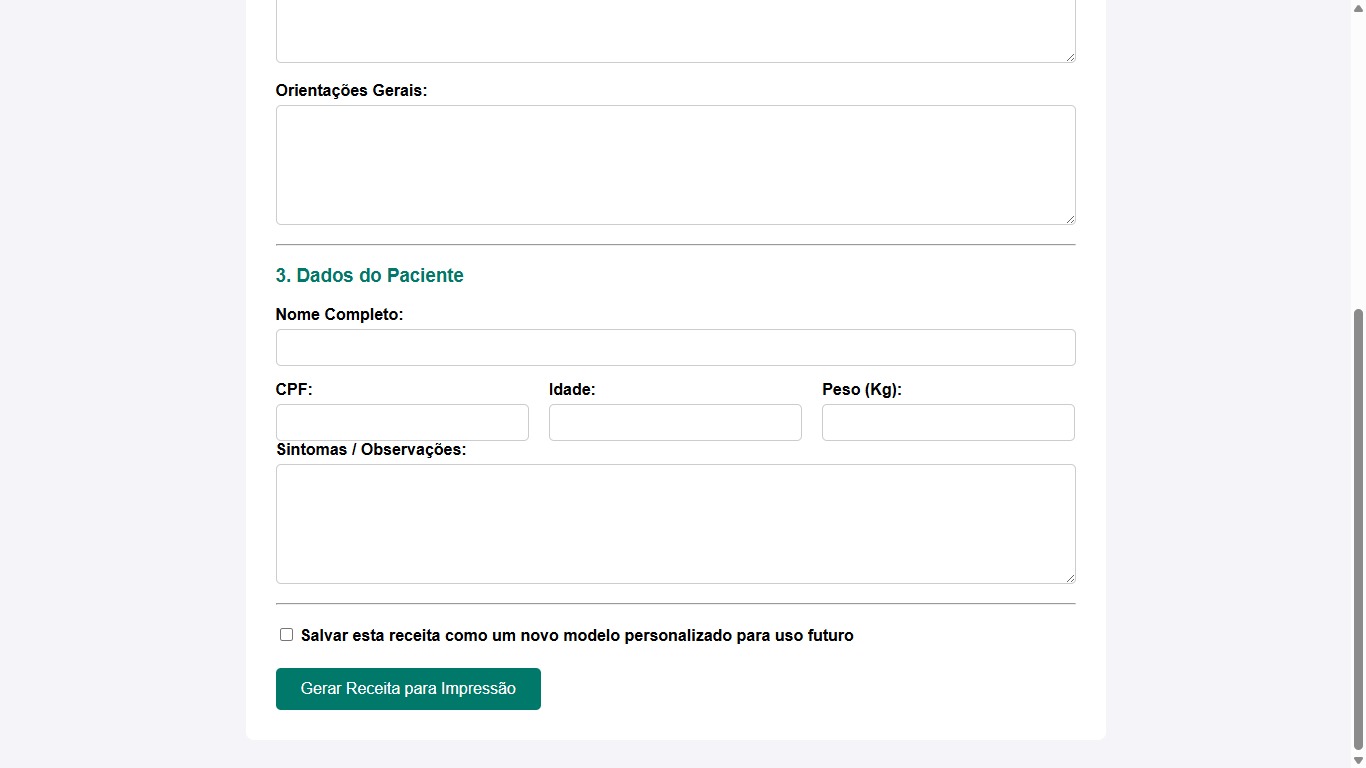 Orientações Gerais:
3. Dados do Paciente
Nome Completo:
CPF: Idade: Peso (Kg):
Sintomas / Observações:
Salvar esta receita como um novo modelo personalizado para uso futuro
Gerar Receita para Impressão